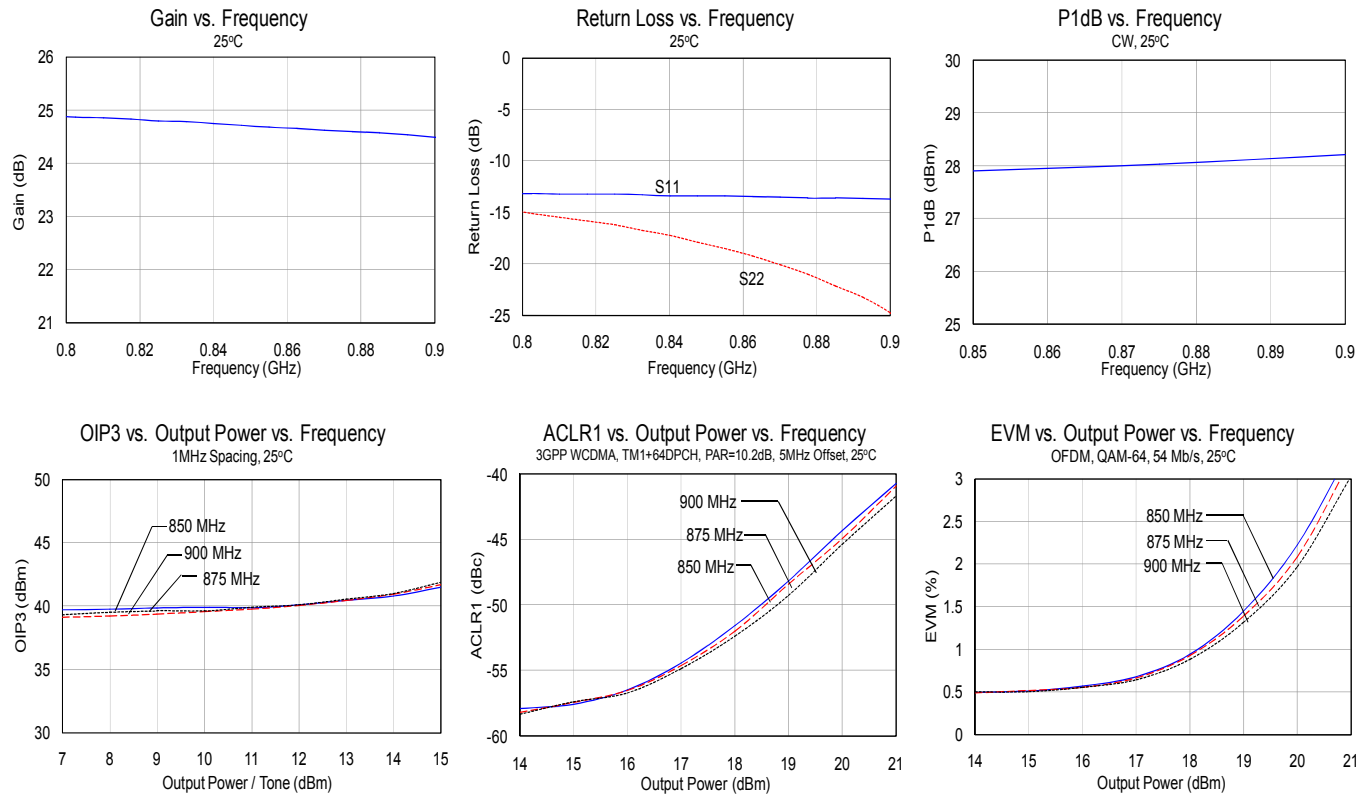 Gain vs. Frequency
25ºC
Gain (dB)
26
25
24
23
22
21
0.8 0.82 0.84 0.86 0.88 0.9
Frequency (GHz)
Return Loss vs. Frequency
25ºC
Return Loss (dB)
0
-5
-10
-15
-20
-25
S11
S22
0.8 0.82 0.84 0.86 0.88 0.9
Frequency (GHz)
P1dB vs. Frequency
CW, 25ºC
P1dB (dBm)
30
29
28
27
26
25
0.85 0.86 0.87 0.88 0.89 0.9
Frequency (GHz)
OIP3 vs. Output Power vs. Frequency
1MHz Spacing, 25ºC
OIP3 (dBm)
50
45
40
35
30
850 MHz
900 MHz
875 MHz
7 8 9 10 11 12 13 14 15
Output Power / Tone (dBm)
ACLR1 vs. Output Power vs. Frequency
3GPP WCDMA, TM1+64DPCH, PAR=10.2dB, 5MHz Offset, 25ºC
ACLR1 (dBc)
-40
-45
-50
-55
-60
900 MHz
875 MHz
850 MHz
14 15 16 17 18 19 20 21
Output Power (dBm)
EVM vs. Output Power vs. Frequency
OFDM, QAM-64, 54 Mb/s, 25ºC
EVM (%)
3
2.5
2
1.5
1
0.5
0
850 MHz
875 MHz
900 MHz
14 15 16 17 18 19 20 21
Output Power (dBm)